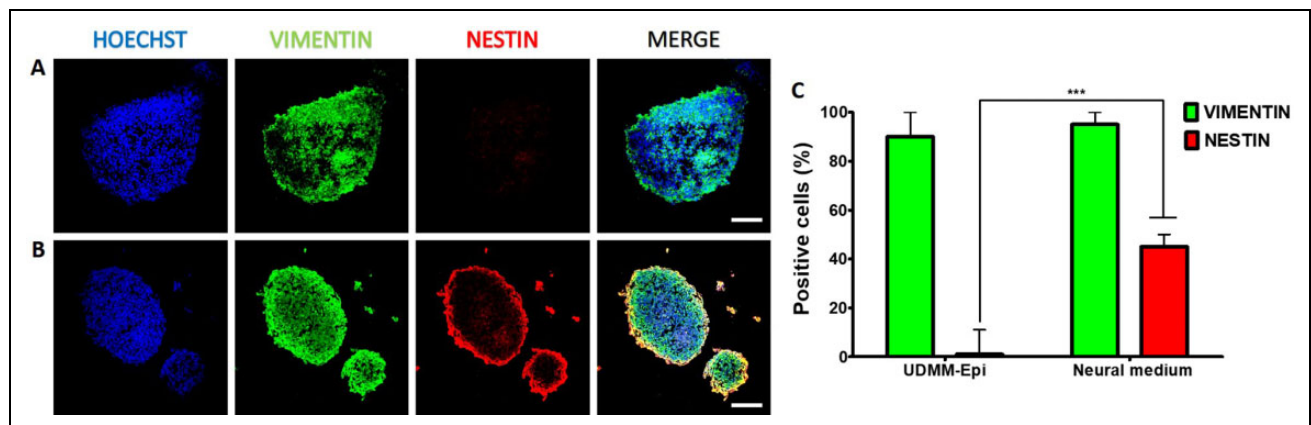 HOECHST VIMENTIN NESTIN MERGE
A
B
C
***
VIMENTIN
NESTIN
Positive cells (%)
100
80
60
40
20
0
UDMM-Epi Neural medium